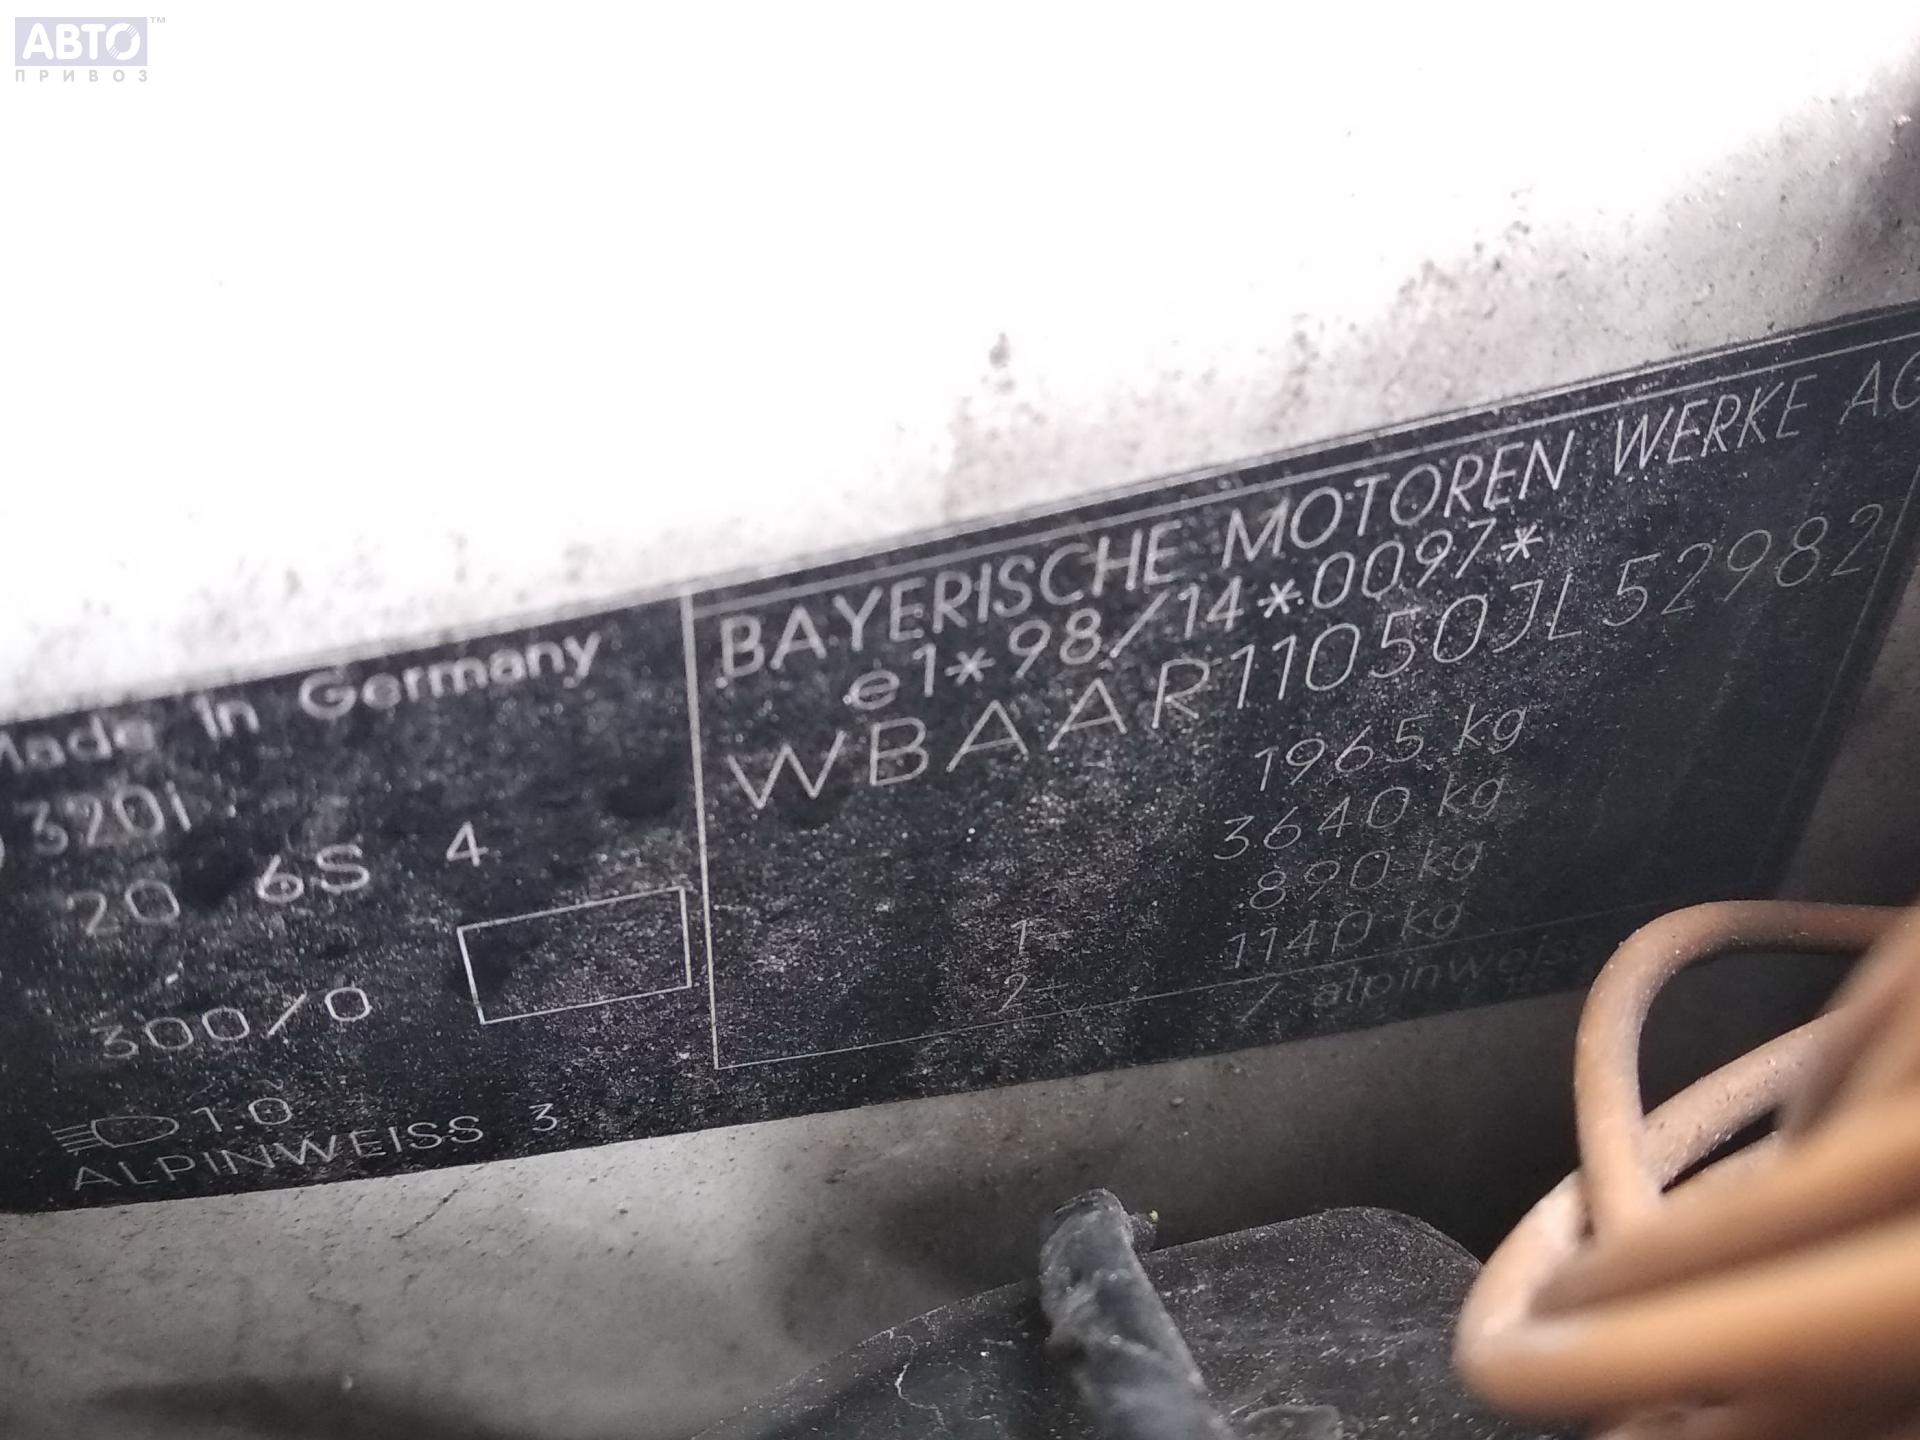 АВТО™
ПРИВОЗ
Made in Germany
320i
20 6S 4
300/0
1.0
ALPINWEISS 3
BAYERISCHE MOTOREN WERKE AG
e1*98/14*0097*
WBAAR11050JL52982
1965 kg
3640 kg
1- 890 kg
2- 1140 kg
/ alpinweiss